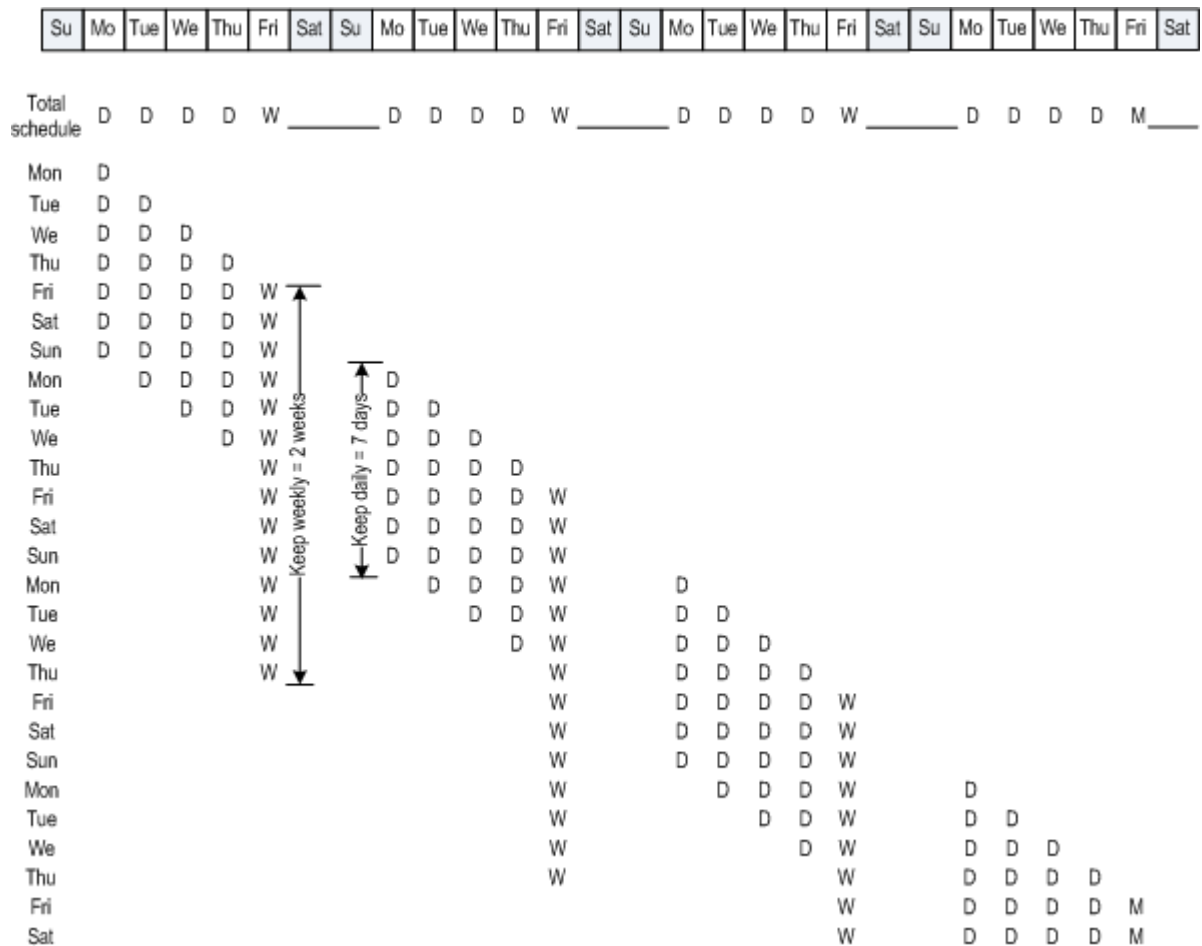 Su Mo Tue We Thu Fri Sat Su Mo Tue We Thu Fri Sat Su Mo Tue We Thu Fri Sat Su Mo Tue We Thu Fri Sat
Total
schedule D D D D W D D D D W D D D D W D D D D M
Mon D
Tue D D
We D D D
Thu D D D D
Fri D D D D W
Sat D D D D W
Sun D D D D W
Mon D D D W D
Tue D D W D D
We D W D D D
Thu W D D D D
Fri W D D D D W
Sat W D D D D W
Sun W D D D D W
Mon W D D D W D
Tue W D D W D D
We W D W D D D
Thu W W D D D D
Fri W D D D D W
Sat W D D D D W
Sun W D D D D W
Mon W D D D W D
Tue W D D W D D
We W D W D D D
Thu W W D D D D
Fri W D D D D M
Sat W D D D D M
Keep weekly = 2 weeks
Keep daily = 7 days